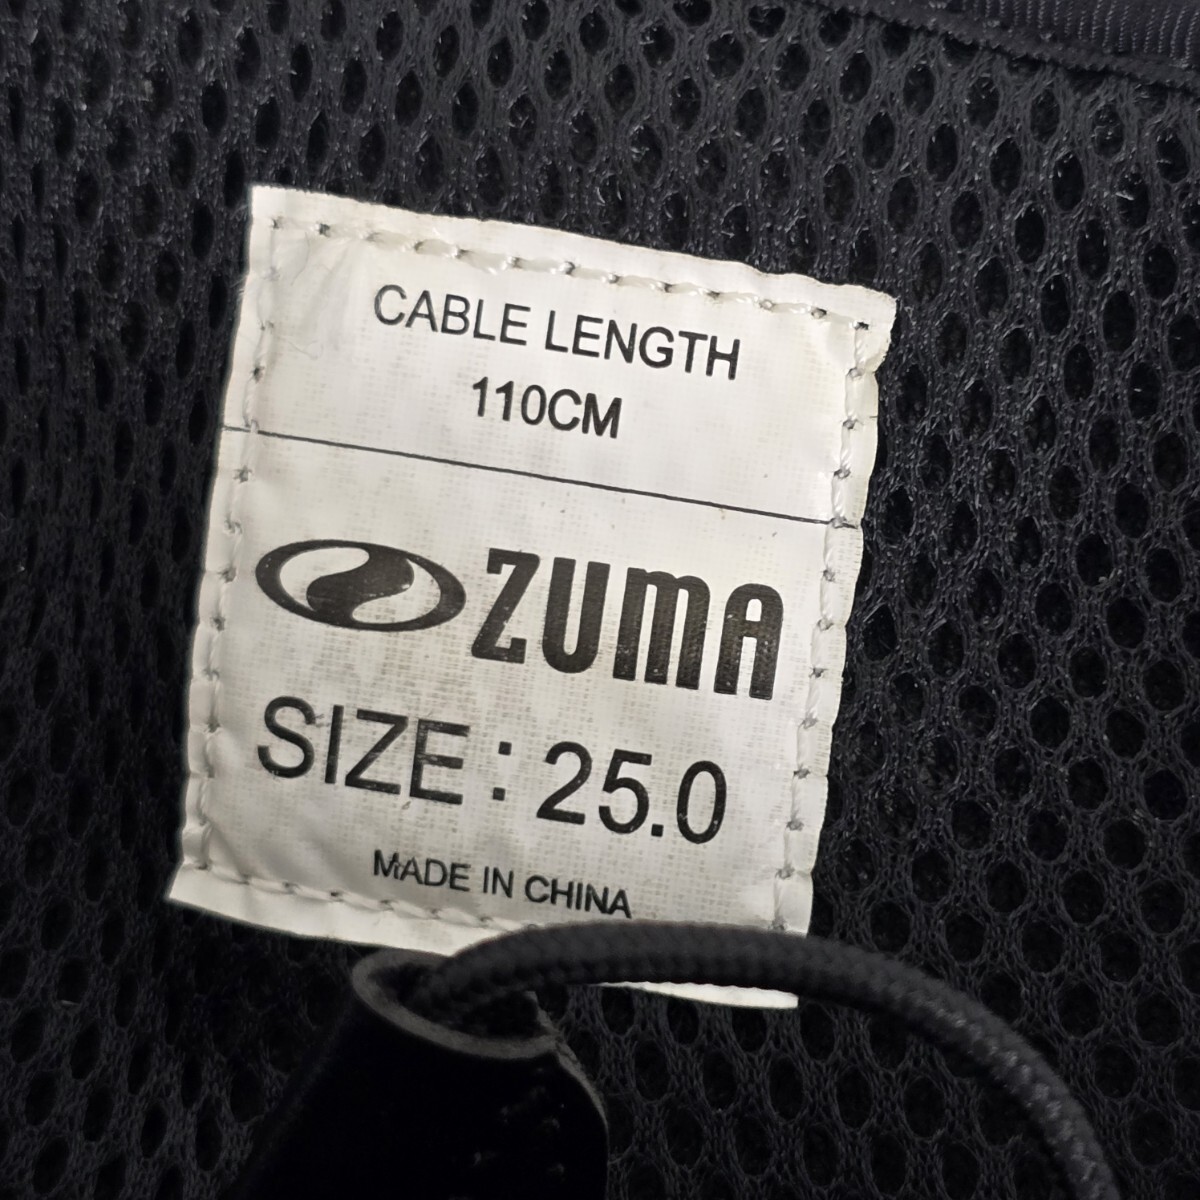 CABLE LENGTH
110CM
ZUMA
SIZE : 25.0
MADE IN CHINA